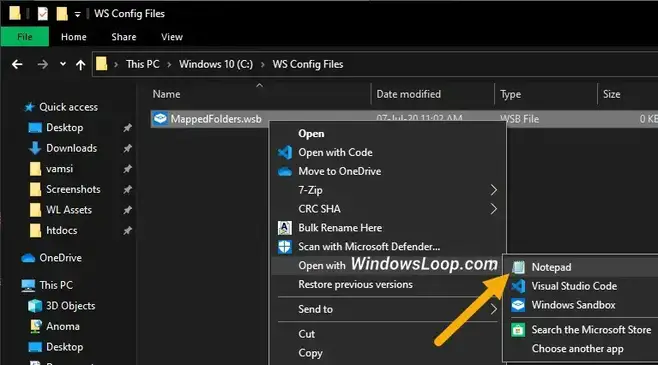 WS Config Files
File Home Share View
This PC > Windows 10 (C:) > WS Config Files
Name Date modified Type Size
Quick access
Desktop
Downloads
vamsi
Screenshots
WL Assets
htdocs
OneDrive
This PC
3D Objects
Anoma
Desktop
MappedFolders.wsb 07-Jul-20 11:02 AM WSB File 0 K
Open
Open with Code
Move to OneDrive
7-Zip
CRC SHA
Bulk Rename Here
Scan with Microsoft Defender...
Open with
Restore previous versions
Send to
Cut
Copy
WindowsLoop.com
Notepad
Visual Studio Code
Windows Sandbox
Search the Microsoft Store
Choose another app